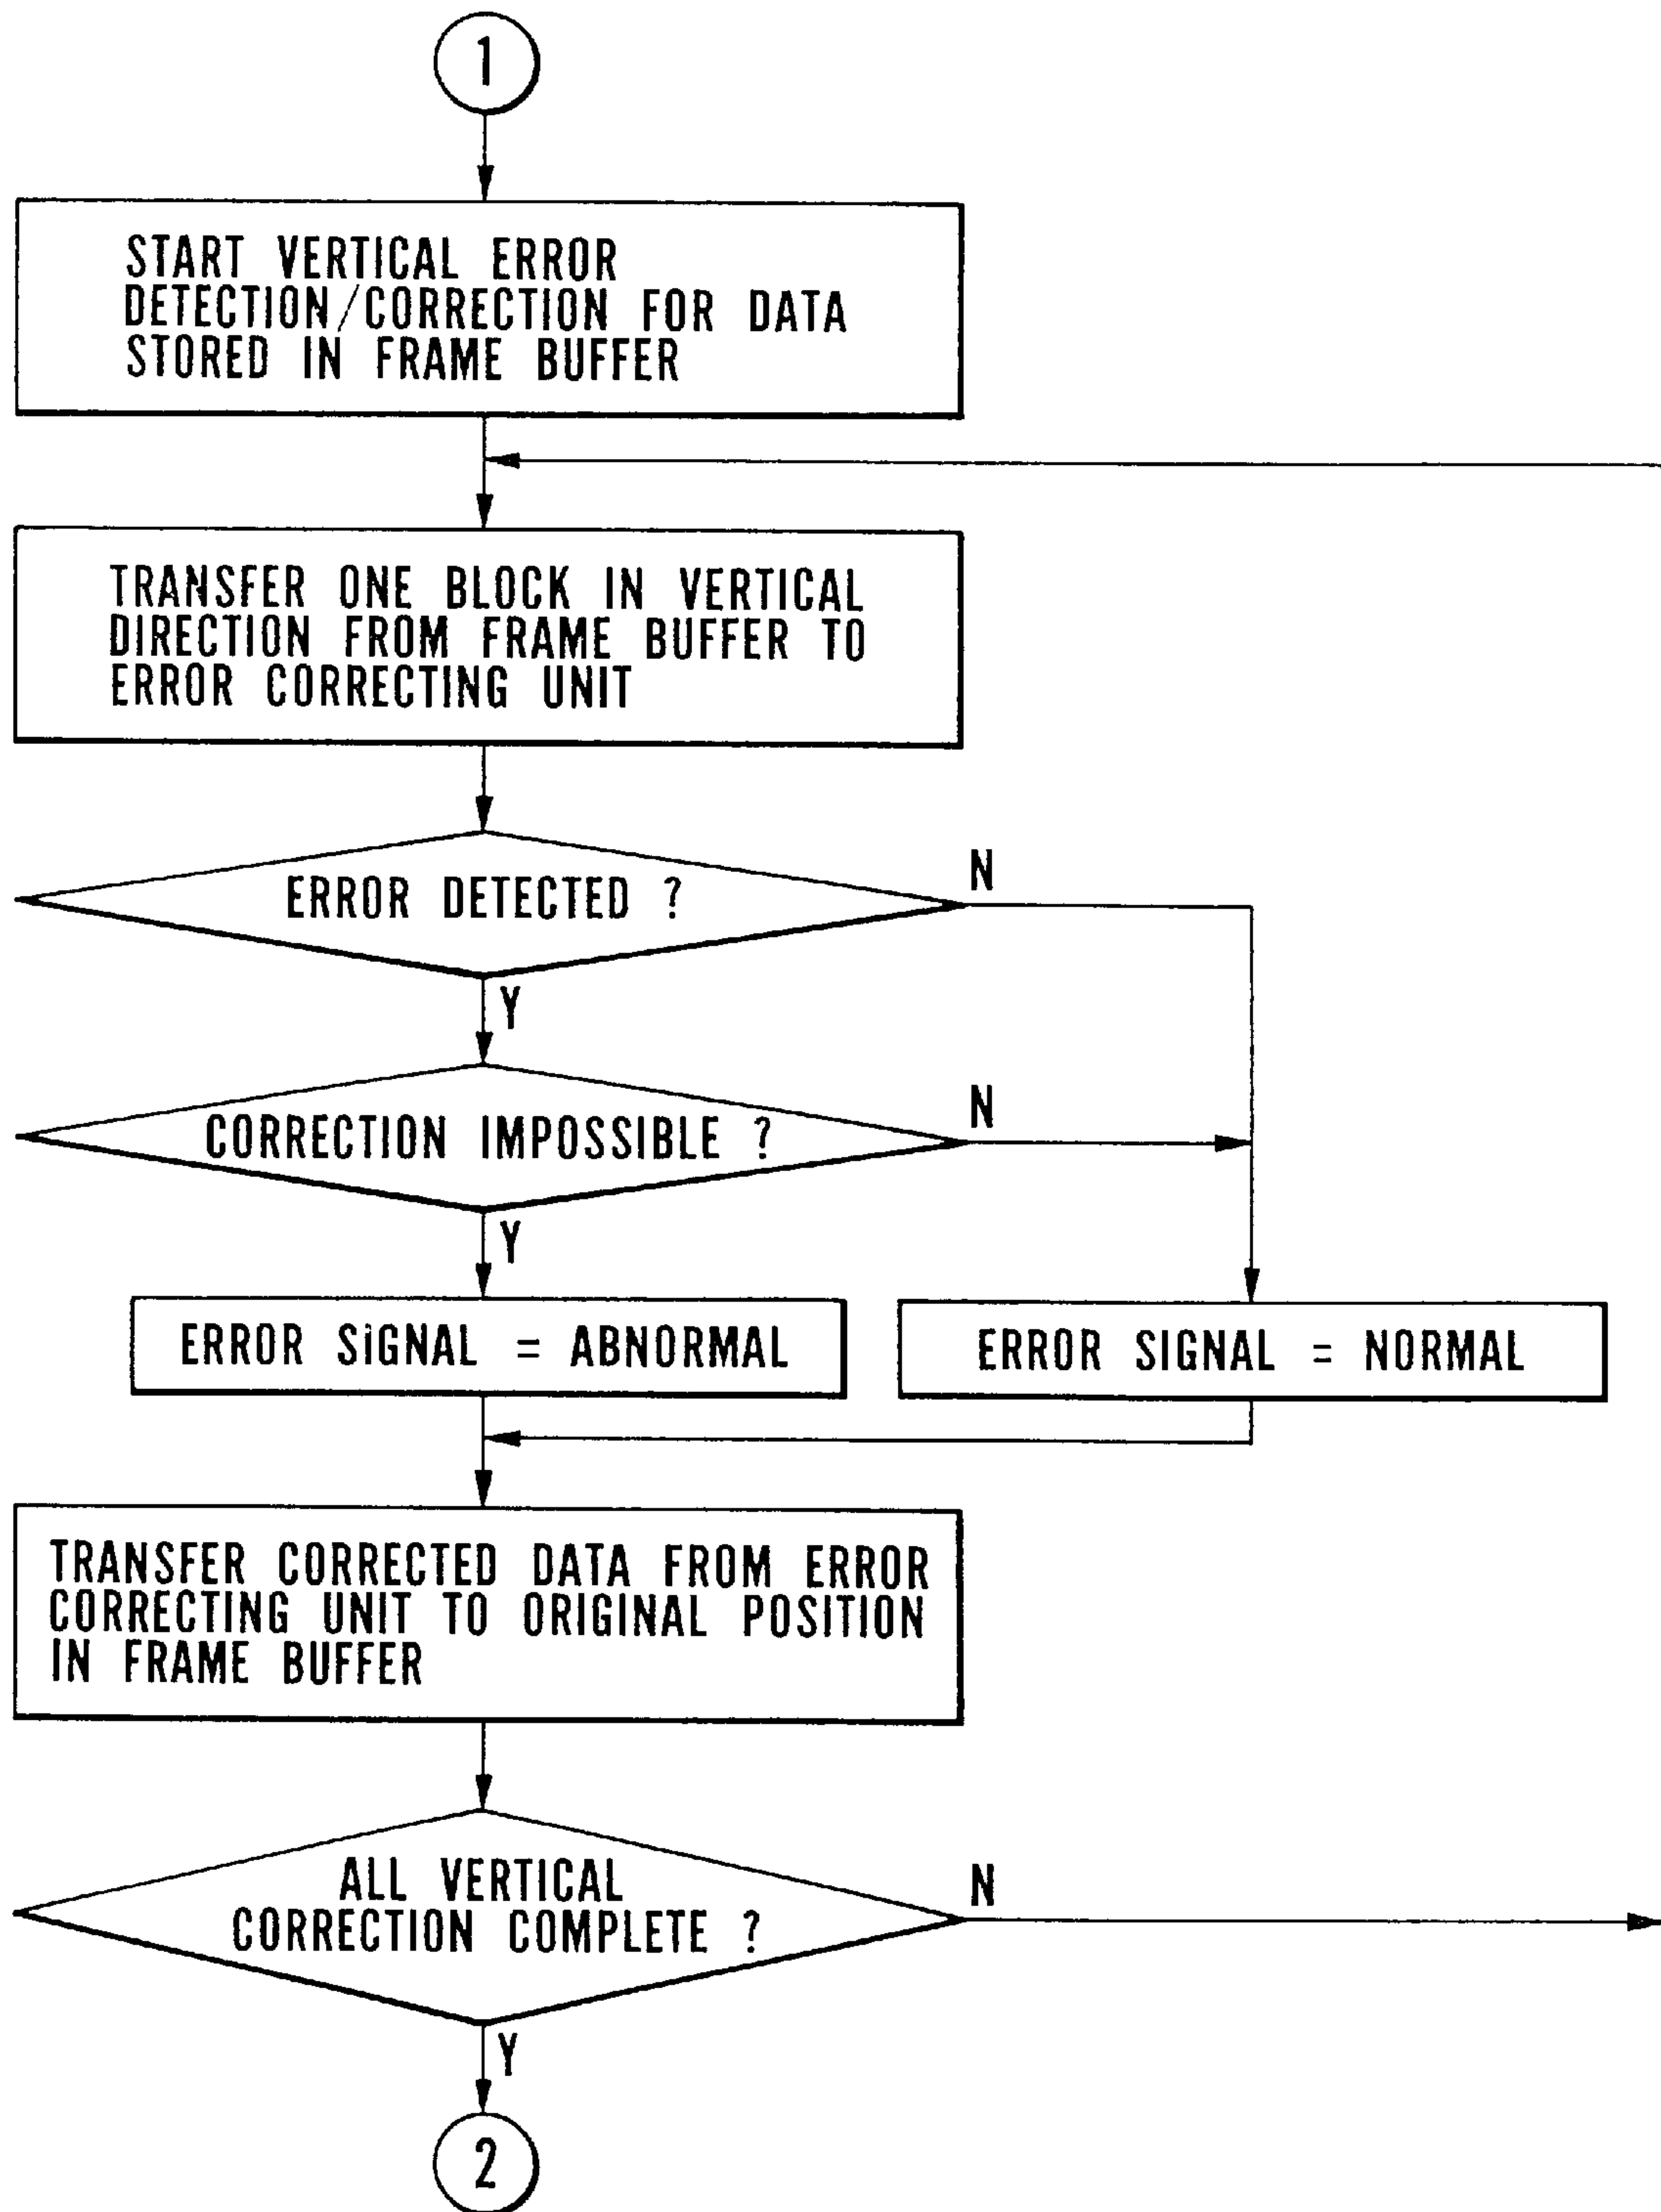 1
START VERTICAL ERROR
DETECTION/CORRECTION FOR DATA
STORED IN FRAME BUFFER
TRANSFER ONE BLOCK IN VERTICAL
DIRECTION FROM FRAME BUFFER TO
ERROR CORRECTING UNIT
ERROR DETECTED ?
N
Y
CORRECTION IMPOSSIBLE ?
N
Y
ERROR SIGNAL = ABNORMAL
ERROR SIGNAL = NORMAL
TRANSFER CORRECTED DATA FROM ERROR
CORRECTING UNIT TO ORIGINAL POSITION
IN FRAME BUFFER
ALL VERTICAL
CORRECTION COMPLETE ?
N
Y
2